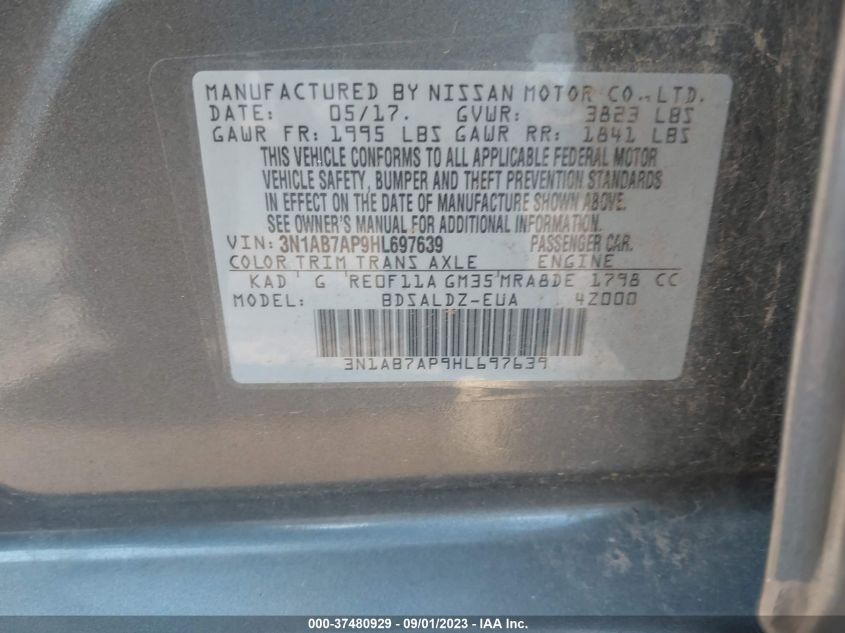 MANUFACTURED BY NISSAN MOTOR CO., LTD.
DATE: 05/17. GVWR: 3823 LBS
GAWR FR: 1995 LBS GAWR RR: 1841 LBS
THIS VEHICLE CONFORMS TO ALL APPLICABLE FEDERAL MOTOR
VEHICLE SAFETY, BUMPER AND THEFT PREVENTION STANDARDS
IN EFFECT ON THE DATE OF MANUFACTURE SHOWN ABOVE.
SEE OWNER'S MANUAL FOR ADDITIONAL INFORMATION.
VIN: 3N1AB7AP9HL697639 PASSENGER CAR.
COLOR TRIM TRANS AXLE ENGINE
KAD G RE0F11A GM35 MRA8DE 1798 CC
MODEL: BDSALDZ-EUA 4Z000
3N1AB7AP9HL697639
000-37480929 - 09/01/2023 - IAA Inc.